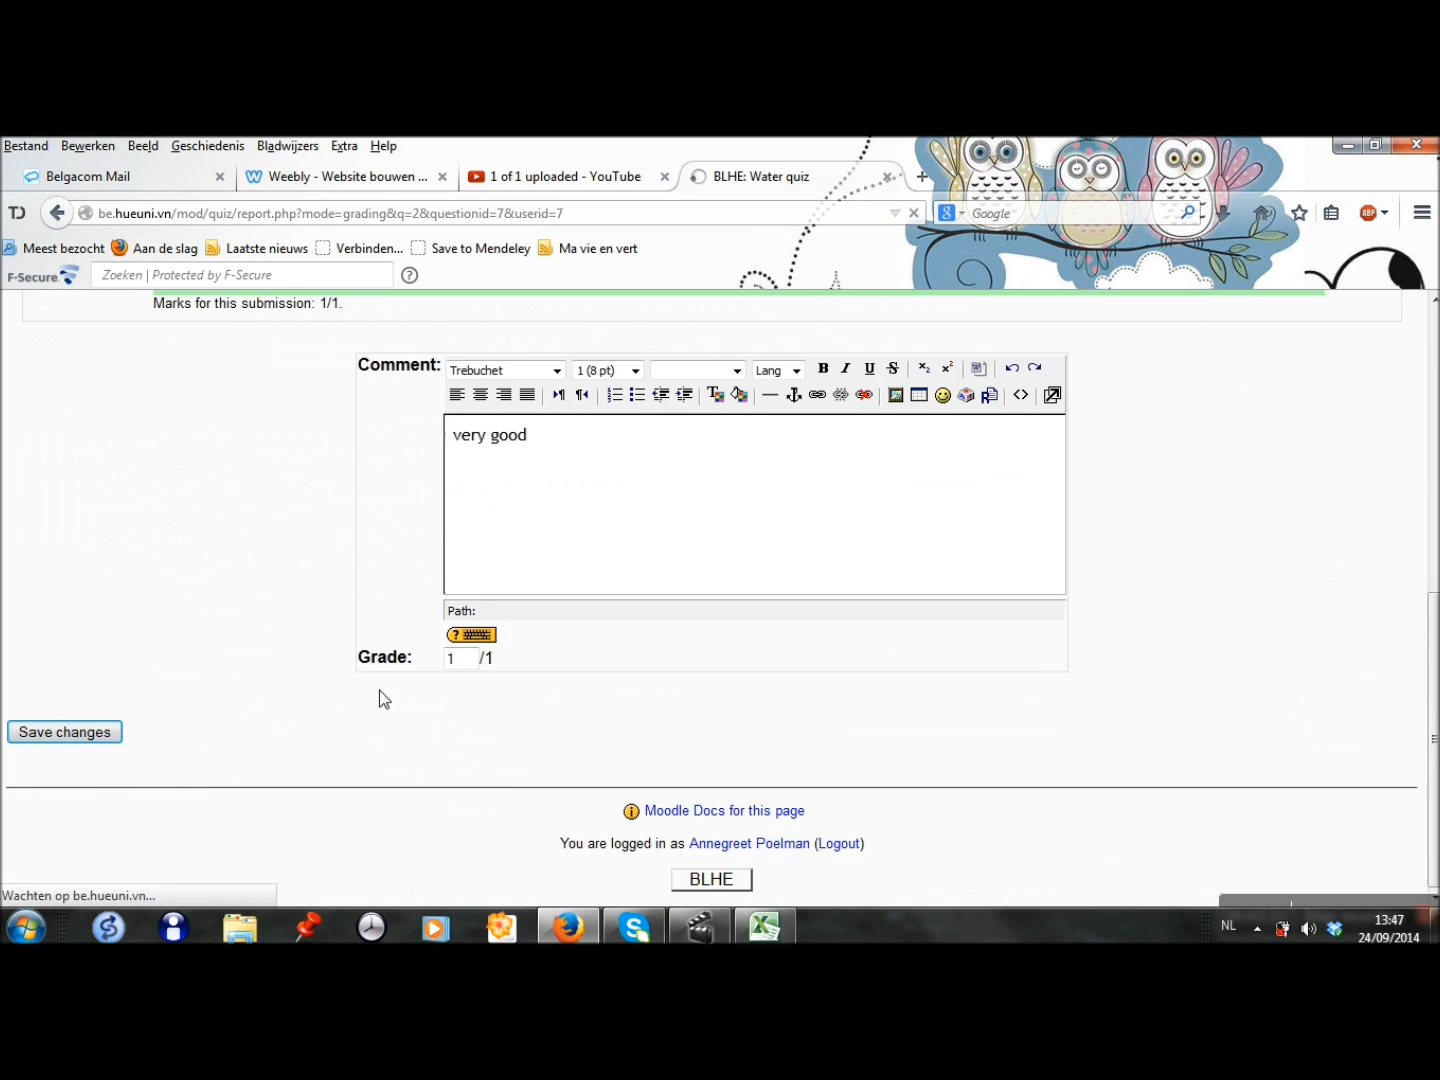 Bestand Bewerken Beeld Geschiedenis Bladwijzers Extra Help
Belgacom Mail Weebly - Website bouwen ... 1 of 1 uploaded - YouTube BLHE: Water quiz
be.hueuni.vn/mod/quiz/report.php?mode=grading&q=2&questionid=7&userid=7 Google
Meest bezocht Aan de slag Laatste nieuws Verbinden... Save to Mendeley Ma vie en vert
F-Secure Zoeken | Protected by F-Secure
Marks for this submission: 1/1.
Comment: Trebuchet 1 (8 pt) Lang B I U S
very good
Path:
Grade: 1 /1
Save changes
Moodle Docs for this page
You are logged in as Annegreet Poelman (Logout)
BLHE
Wachten op be.hueuni.vn...
NL 13:47
24/09/2014